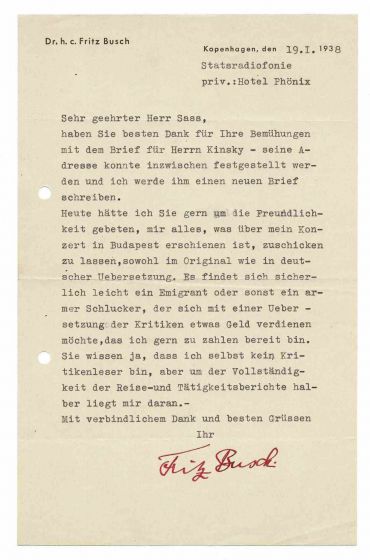 Dr. h. c. Fritz Busch
Kopenhagen, den 19.I. 1938
Statsradiofonie
priv.:Hotel Phönix
Sehr geehrter Herr Sass,
haben Sie besten Dank für Ihre Bemühungen
mit dem Brief für Herrn Kinsky - seine A-
dresse konnte inzwischen festgestellt wer-
den und ich werde ihm einen neuen Brief
schreiben.
Heute hätte ich Sie gern um die Freundlich-
keit gebeten, mir alles, was über mein Kon-
zert in Budapest erschienen ist, zuschicken
zu lassen,sowohl im Original wie in deut-
scher Uebersetzung. Es findet sich sicher-
lich leicht ein Emigrant oder sonst ein ar-
mer Schlucker, der sich mit einer Ueber -
setzung der Kritiken etwas Geld verdienen
möchte,das ich gern zu zahlen bereit bin.
Sie wissen ja, dass ich selbst kein Kri-
tikenleser bin, aber um der Vollständig-
keit der Reise-und Tätigkeitsberichte hal-
ber liegt mir daran.-
Mit verbindlichem Dank und besten Grüssen
Ihr
Fritz Busch.